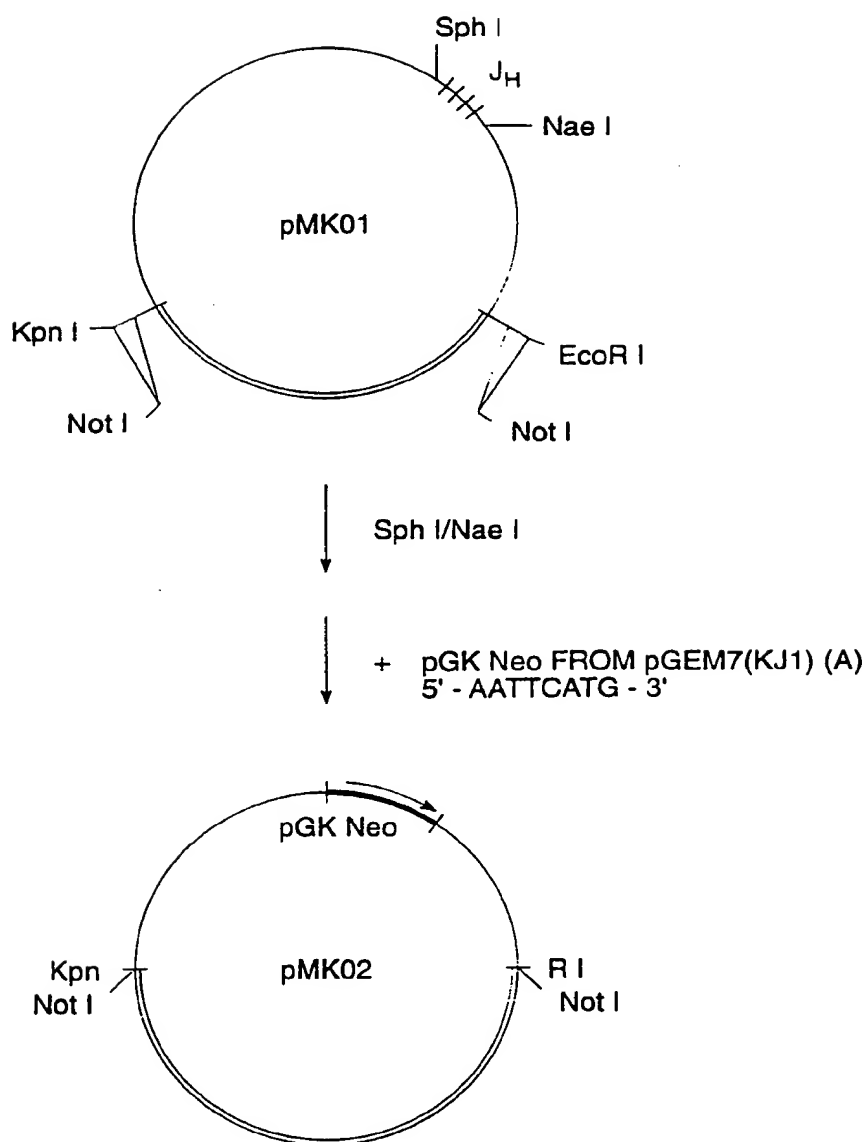 Sph I
JH
Nae I
pMK01
Kpn I
EcoR I
Not I
Not I
Sph I/Nae I
+ pGK Neo FROM pGEM7(KJ1) (A)
5' - AATTCATG - 3'
pGK Neo
Kpn
pMK02
R I
Not I
Not I